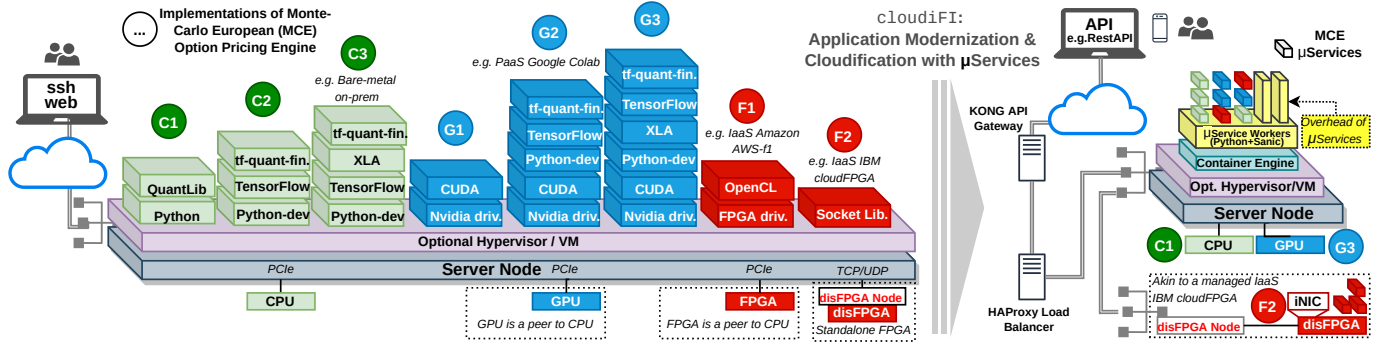 ...
Implementations of Monte-
Carlo European (MCE)
Option Pricing Engine
ssh
web
C1
QuantLib
Python
C2
tf-quant-fin.
TensorFlow
Python-dev
C3
e.g. Bare-metal
on-prem
tf-quant-fin.
XLA
TensorFlow
Python-dev
G1
CUDA
Nvidia driv.
G2
e.g. PaaS Google Colab
tf-quant-fin.
TensorFlow
Python-dev
CUDA
Nvidia driv.
G3
tf-quant-fin.
TensorFlow
XLA
Python-dev
CUDA
Nvidia driv.
F1
e.g. IaaS Amazon
AWS-f1
OpenCL
FPGA driv.
F2
e.g. IaaS IBM
cloudFPGA
Socket Lib.
Optional Hypervisor / VM
Server Node
PCIe
CPU
PCIe
GPU
GPU is a peer to CPU
PCIe
FPGA
FPGA is a peer to CPU
TCP/UDP
disFPGA Node
disFPGA
Standalone FPGA
cloudiFI:
Application Modernization &
Cloudification with µServices
API
e.g.RestAPI
KONG API
Gateway
HAProxy Load
Balancer
MCE
µServices
Overhead of
µServices
µService Workers
(Python+Sanic)
Container Engine
Opt. Hypervisor/VM
Server Node
C1
CPU
GPU
G3
Akin to a managed IaaS
IBM cloudFPGA
F2
iNIC
disFPGA Node
disFPGA